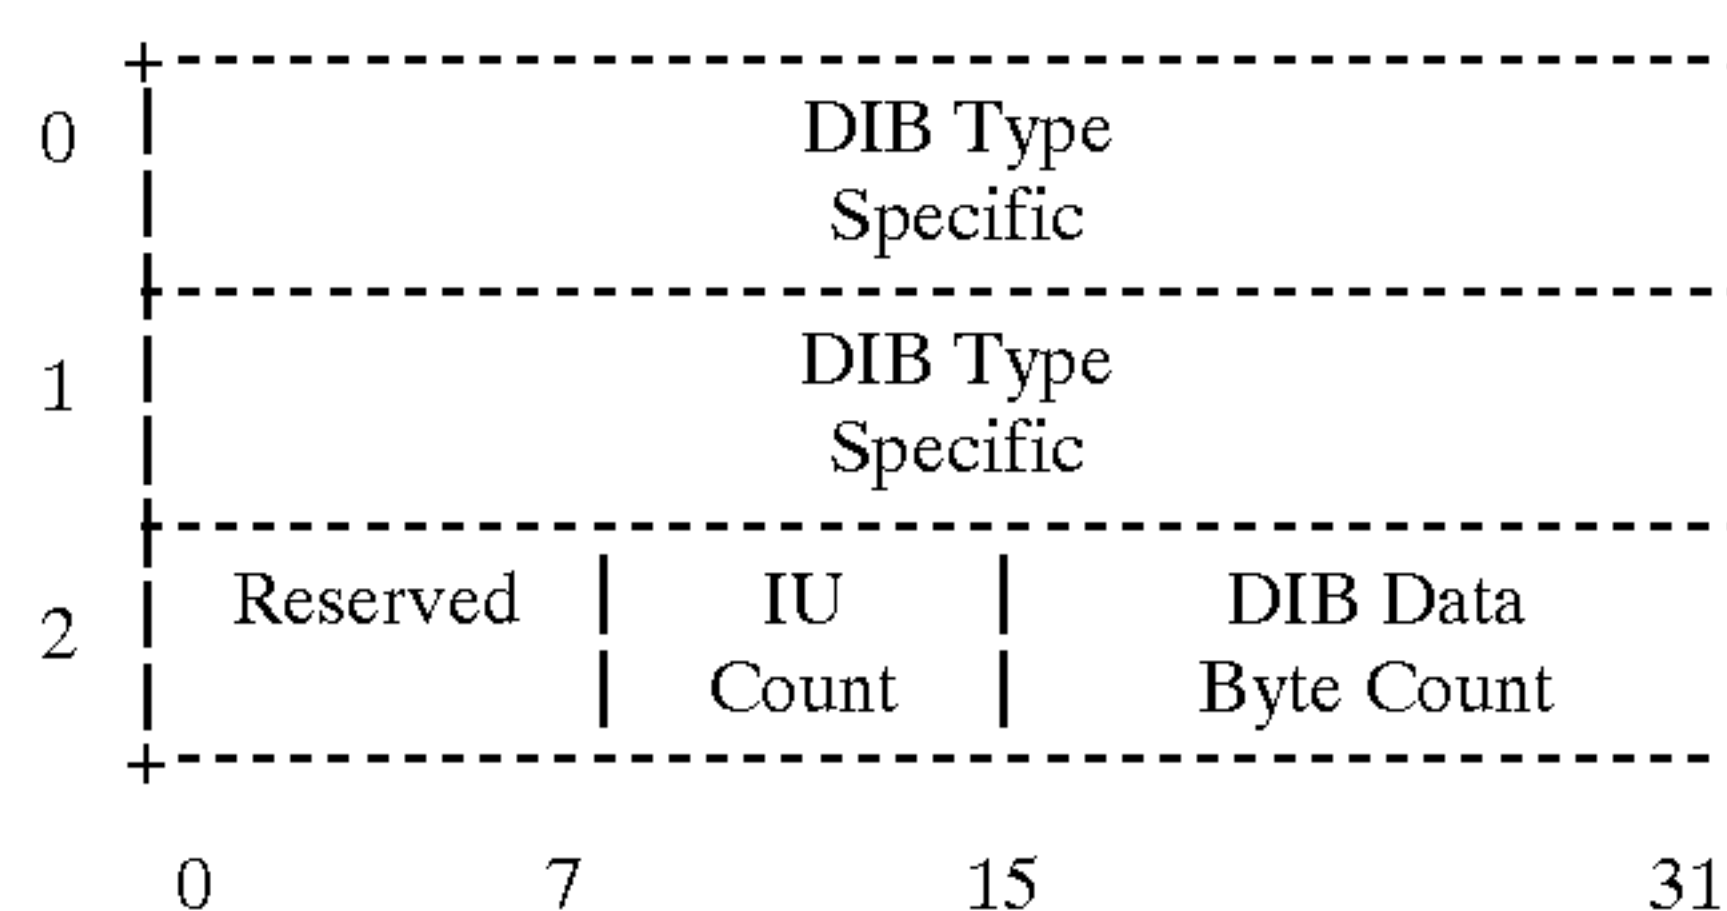 0
DIB Type
Specific
1
DIB Type
Specific
2
Reserved | IU | DIB Data
| Count | Byte Count
0 7 15 31